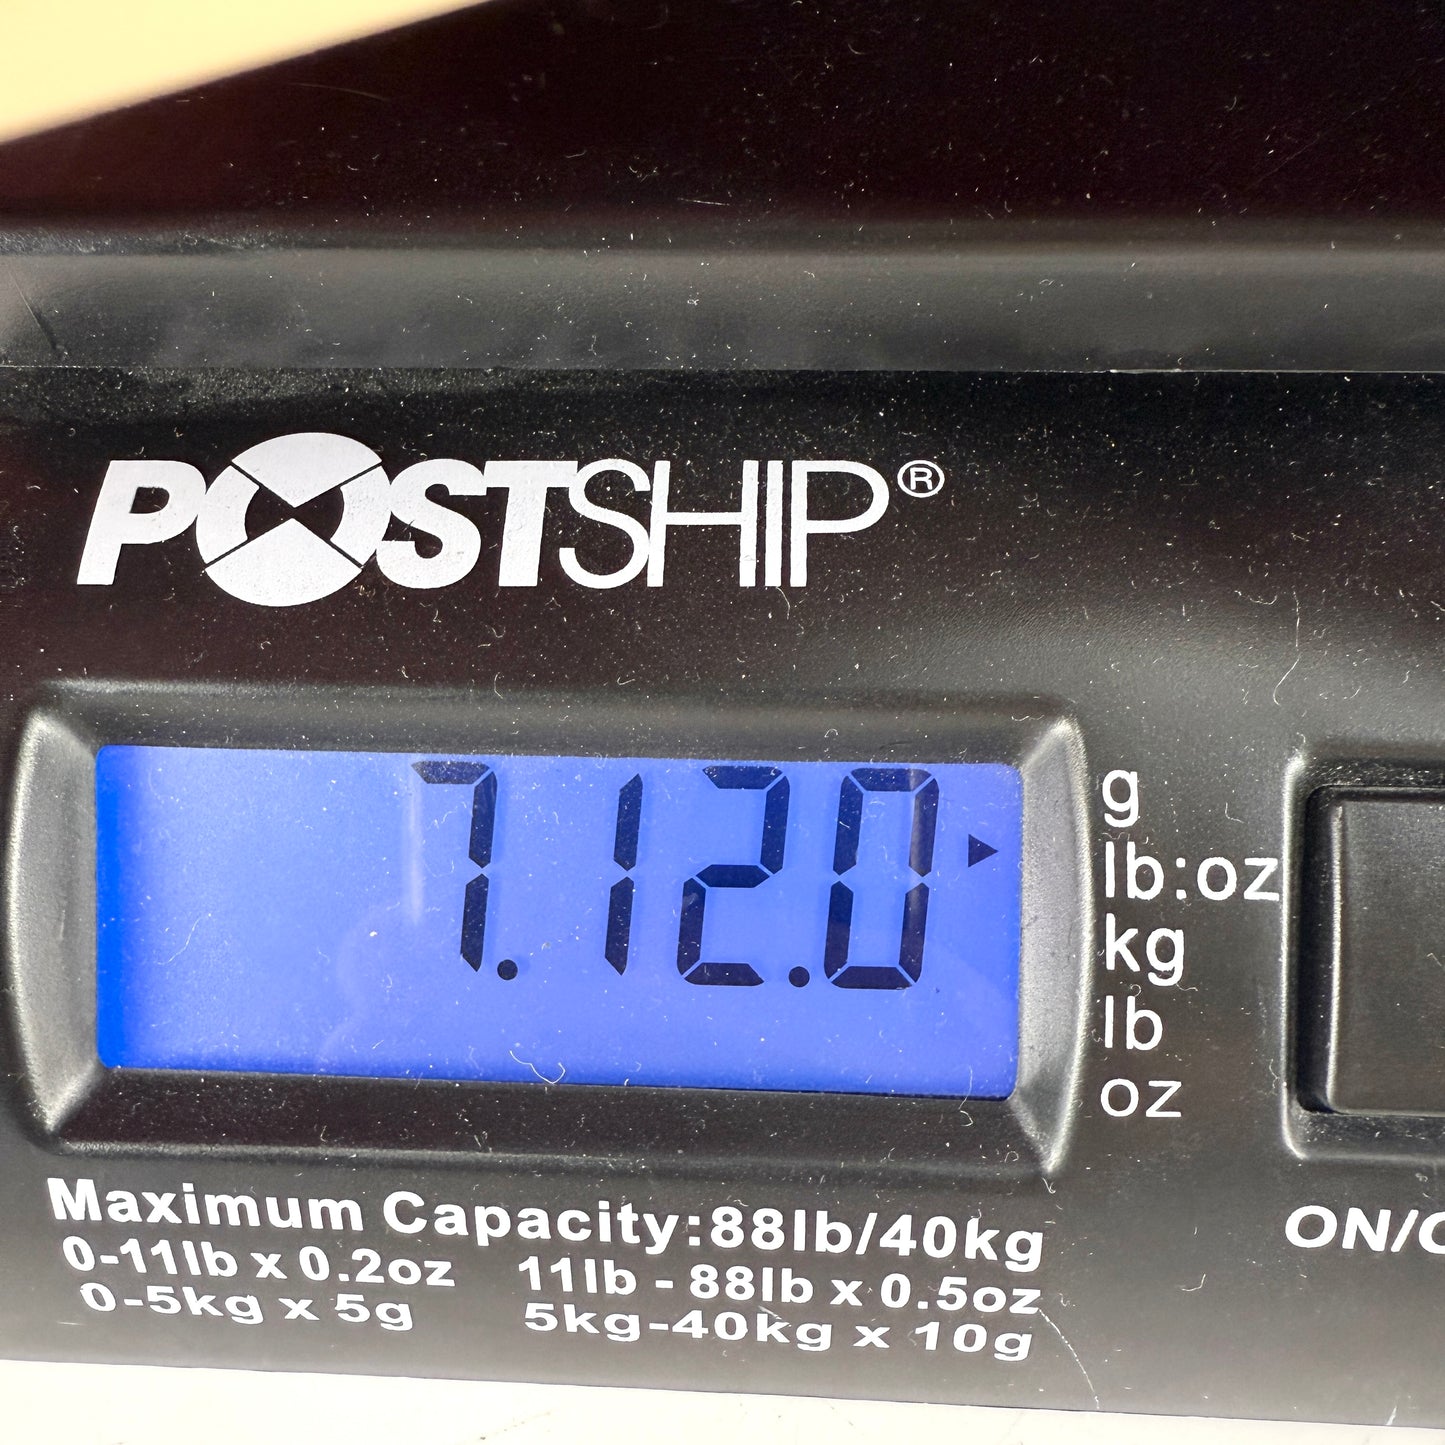 POSTSHIP®
7.12.0
g
lb:oz
kg
lb
oz
Maximum Capacity:88lb/40kg
0-11lb x 0.2oz 11lb - 88lb x 0.5oz
0-5kg x 5g 5kg-40kg x 10g
ON/